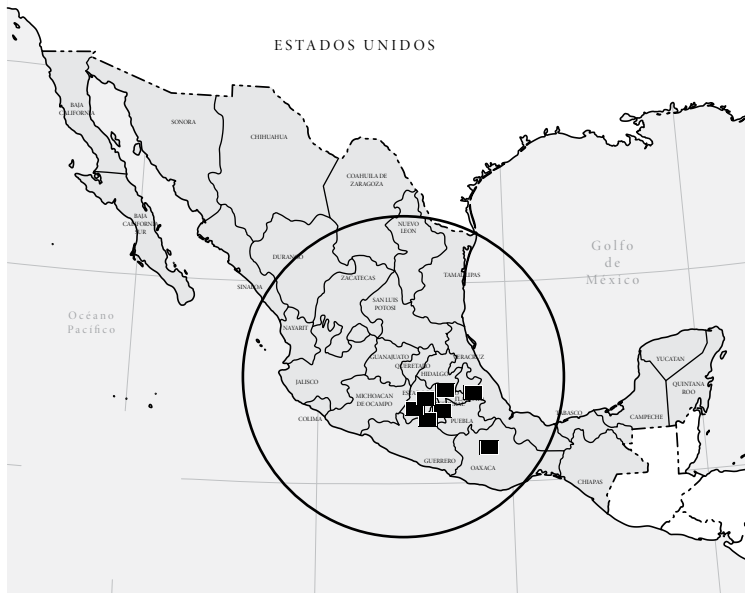 ESTADOS UNIDOS
BAJA
CALIFORNIA
SONORA
CHIHUAHUA
COAHUILA DE
ZARAGOZA
BAJA
CALIFORNIA
SUR
NUEVO
LEON
Golfo
de
México
DURANGO
TAMAULIPAS
ZACATECAS
SINALOA
SAN LUIS
POTOSI
Océano
Pacífico
NAYARIT
GUANAJUATO
VERACRUZ
QUERETARO
HIDALGO
YUCATAN
JALISCO
QUINTANA
ROO
MICHOACAN
DE OCAMPO
COLIMA
TABASCO
CAMPECHE
PUEBLA
GUERRERO
OAXACA
CHIAPAS